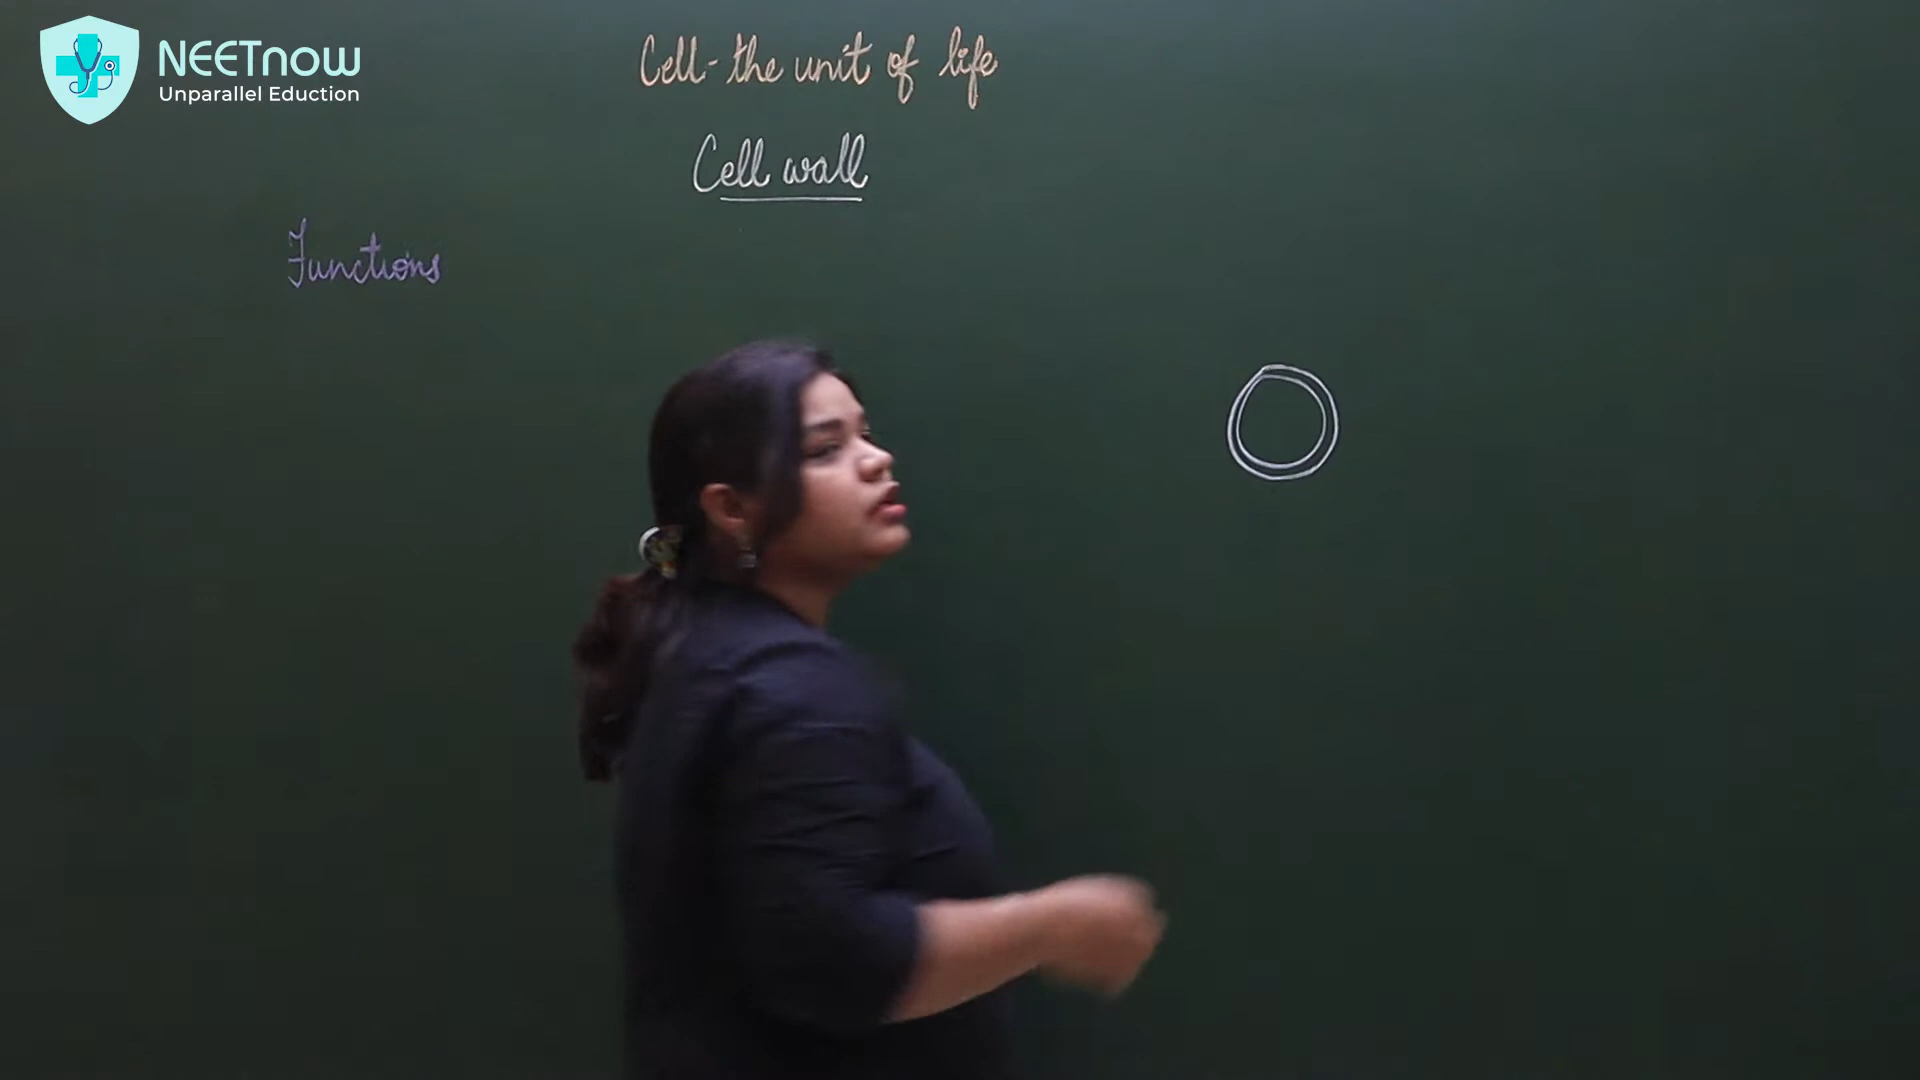 NEETnow
Unparallel Eduction
Cell-the unit of life
Cell wall
Functions